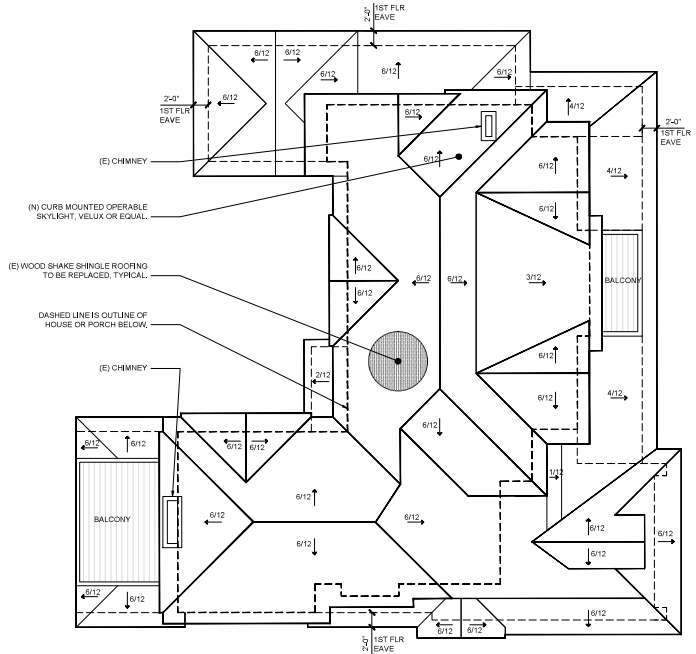 2'-0"
1ST FLR
EAVE
6/12
6/12
6/12
6/12
6/12
6/12
4/12
2'-0"
1ST FLR
EAVE
2'-0"
1ST FLR
EAVE
6/12
(E) CHIMNEY
6/12
6/12
4/12
(N) CURB MOUNTED OPERABLE
SKYLIGHT, VELUX OR EQUAL.
6/12
(E) WOOD SHAKE SHINGLE ROOFING
TO BE REPLACED, TYPICAL.
6/12
6/12
6/12
6/12
3/12
BALCONY
DASHED LINE IS OUTLINE OF
HOUSE OR PORCH BELOW.
6/12
(E) CHIMNEY
2/12
6/12
4/12
6/12
6/12
6/12
6/12
6/12
1/12
6/12
BALCONY
6/12
6/12
6/12
6/12
6/12
6/12
6/12
6/12
6/12
6/12
6/12
6/12
2'-0"
1ST FLR
EAVE